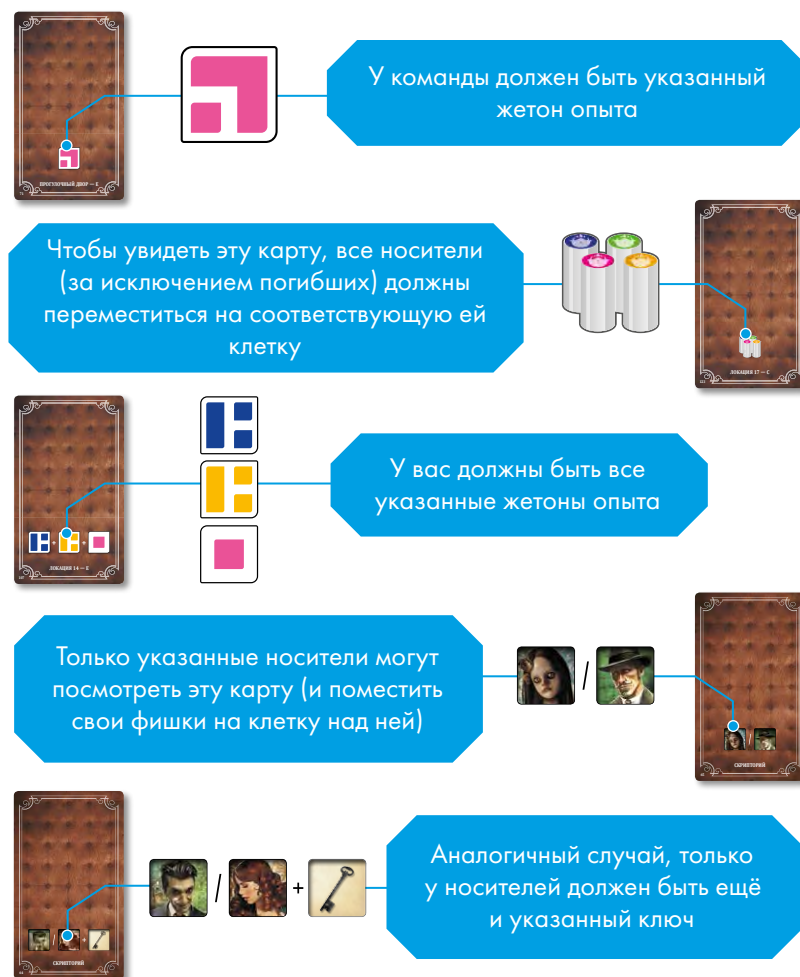 У команды должен быть указанный
жетон опыта
ПРОГУЛОЧНЫЙ ДВОР — E
Чтобы увидеть эту карту, все носители
(за исключением погибших) должны
переместиться на соответствующую ей
клетку
ЛОКАЦИЯ 17 — C
У вас должны быть все
указанные жетоны опыта
+ +
ЛОКАЦИЯ 14 — E
Только указанные носители могут
посмотреть эту карту (и поместить
свои фишки на клетку над ней)
/
СКРИПТОРИЙ
/ +
Аналогичный случай, только
у носителей должен быть ещё
и указанный ключ
СКРИПТОРИЙ